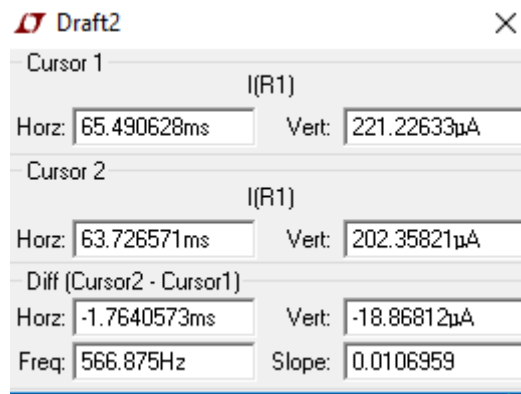 Draft2
Cursor 1
I(R1)
Horz: 65.490628ms Vert: 221.22633µA
Cursor 2
I(R1)
Horz: 63.726571ms Vert: 202.35821µA
Diff (Cursor2 - Cursor1)
Horz: -1.7640573ms Vert: -18.86812µA
Freq: 566.875Hz Slope: 0.0106959